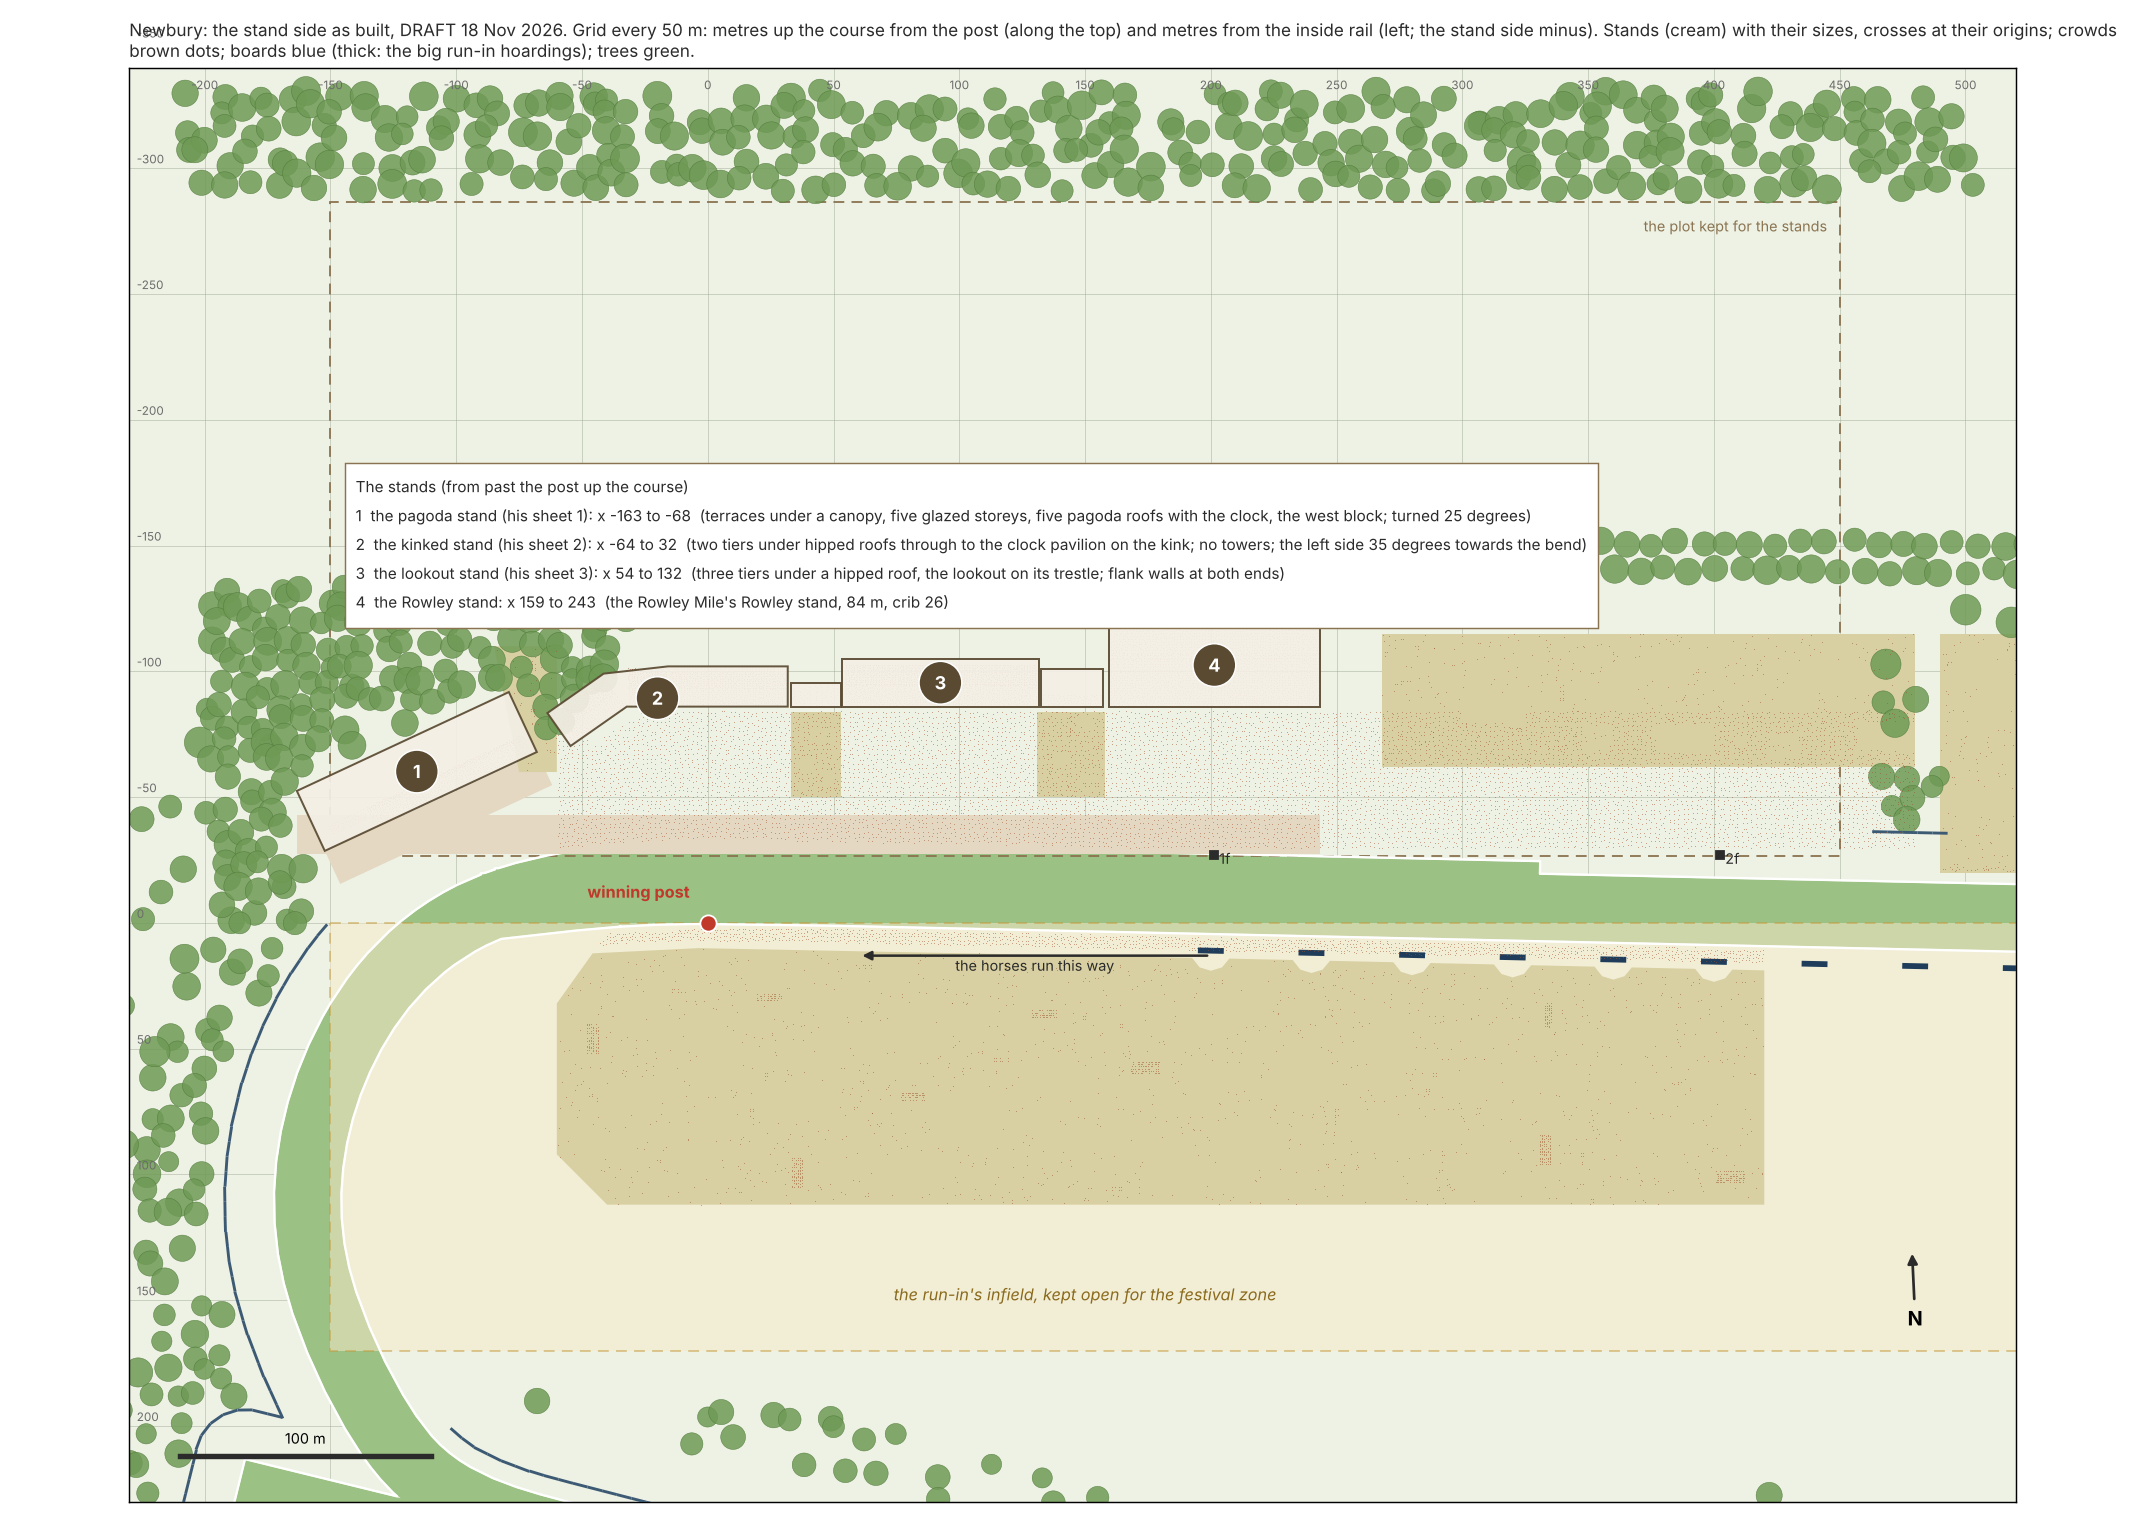 Newbury: the stand side as built, DRAFT 18 Nov 2026. Grid every 50 m: metres up the course from the post (along the top) and metres from the inside rail (left; the stand side minus). Stands (cream) with their sizes, crosses at their origins; crowds
brown dots; boards blue (thick: the big run-in hoardings); trees green.
-200 -150 -100 -50 0 50 100 150 200 250 300 350 400 450 500
-300
the plot kept for the stands
-250
-200
The stands (from past the post up the course)
1 the pagoda stand (his sheet 1): x -163 to -68 (terraces under a canopy, five glazed storeys, five pagoda roofs with the clock, the west block; turned 25 degrees)
2 the kinked stand (his sheet 2): x -64 to 32 (two tiers under hipped roofs through to the clock pavilion on the kink; no towers; the left side 35 degrees towards the bend)
3 the lookout stand (his sheet 3): x 54 to 132 (three tiers under a hipped roof, the lookout on its trestle; flank walls at both ends)
4 the Rowley stand: x 159 to 243 (the Rowley Mile's Rowley stand, 84 m, crib 26)
-150
-100
4
3
2
1
-50
1f
2f
winning post
0
the horses run this way
50
100
150
the run-in's infield, kept open for the festival zone
N
200
100 m